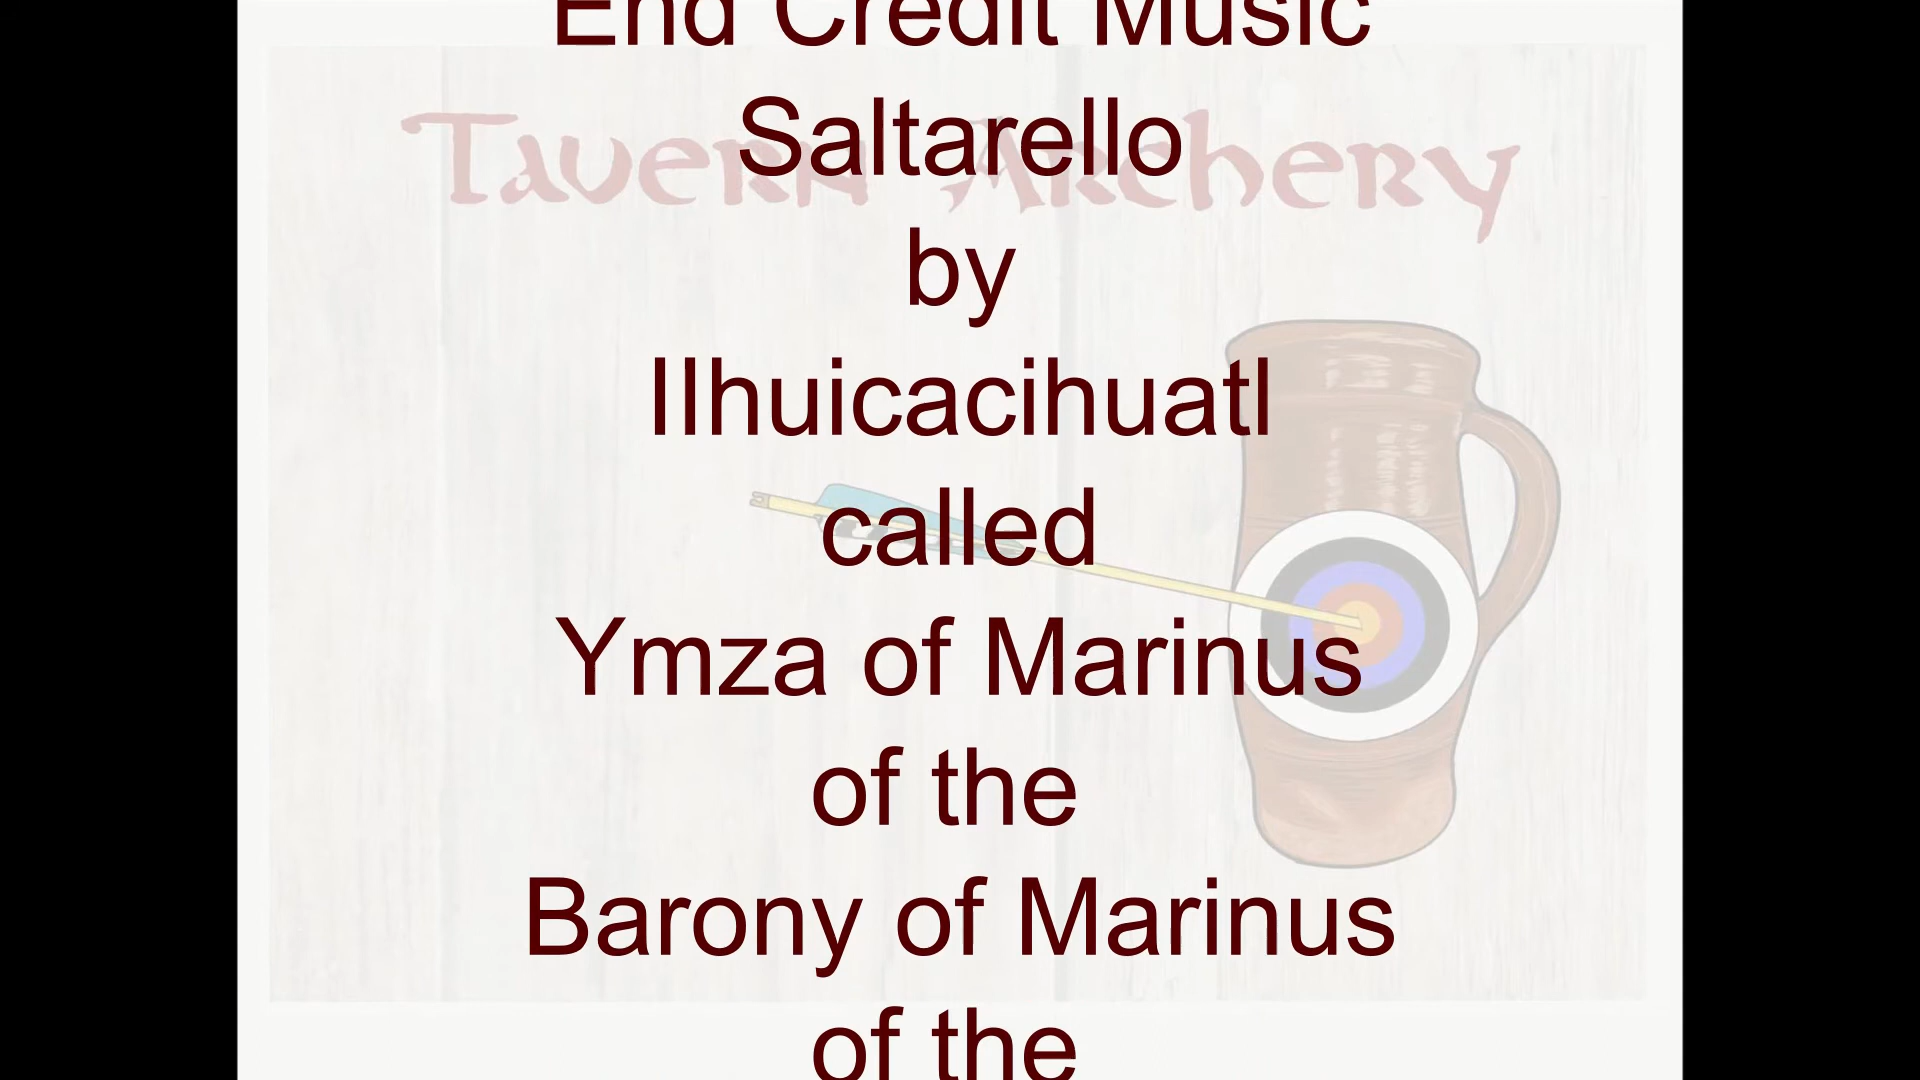 End Credit Music
Saltarello
Tavern Archery
by
Ilhuicacihuatl
called
Ymza of Marinus
of the
Barony of Marinus
of the